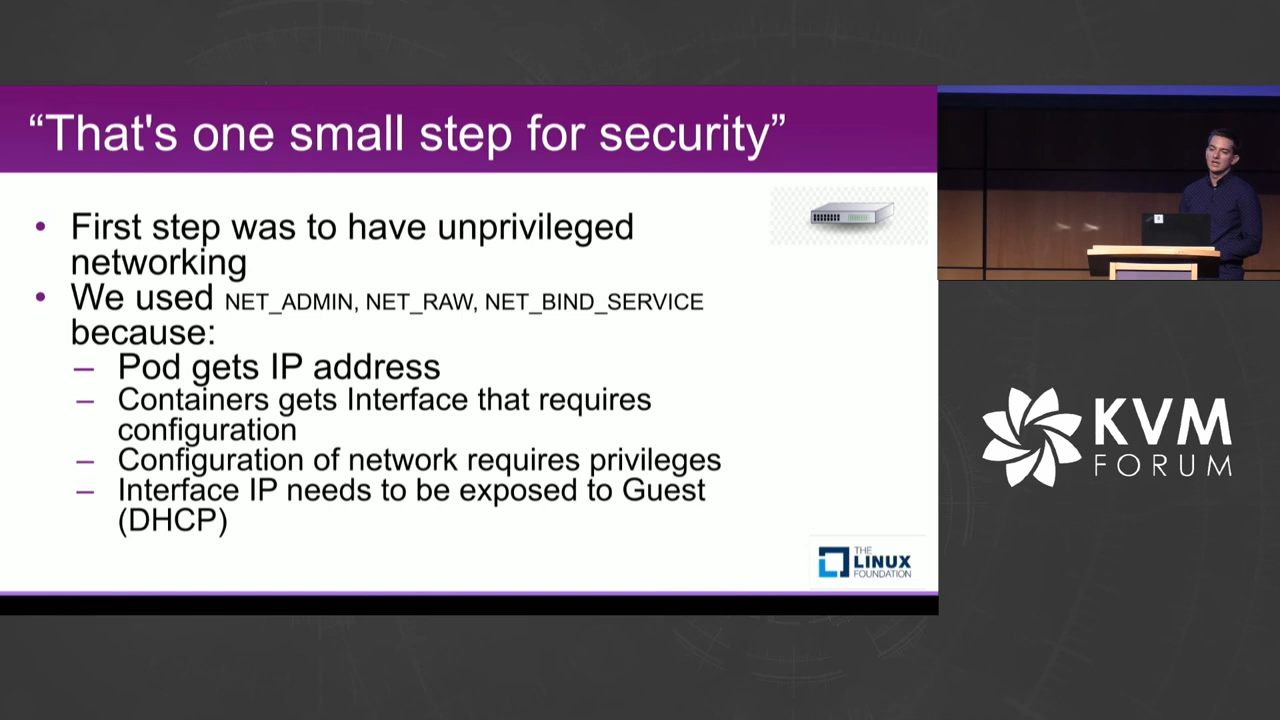 “That's one small step for security”
• First step was to have unprivileged
networking
• We used NET_ADMIN, NET_RAW, NET_BIND_SERVICE
because:
– Pod gets IP address
– Containers gets Interface that requires
configuration
– Configuration of network requires privileges
– Interface IP needs to be exposed to Guest
(DHCP)
THE
LINUX
FOUNDATION
KVM
FORUM